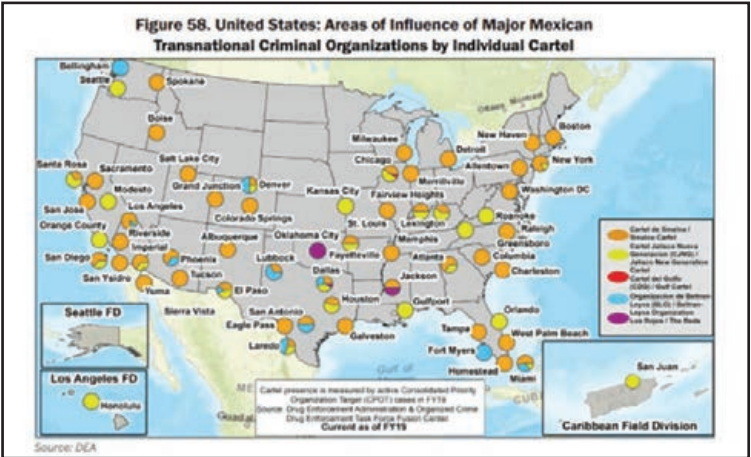 Figure 58. United States: Areas of Influence of Major Mexican
Transnational Criminal Organizations by Individual Cartel
Bellingham
Seattle
Spokane
Boise
Ottawa
Montreal
Milwaukee
Detroit
New Haven
Boston
Chicago
Merrillville
Allentown
New York
Santa Rosa
Sacramento
Salt Lake City
Grand Junction
Denver
Kansas City
Fairview Heights
Washington DC
Modesto
San Jose
Los Angeles
Colorado Springs
St. Louis
Lexington
Roanoke
Orange County
Riverside
Albuquerque
Oklahoma City
Raleigh
Imperial
Fayetteville
Memphis
Greensboro
San Diego
Phoenix
Lubbock
Atlanta
Columbia
San Ysidro
Tucson
Dallas
Jackson
Charleston
Yuma
El Paso
Houston
Gulfport
Sierra Vista
San Antonio
Orlando
Eagle Pass
Galveston
Tampa
West Palm Beach
Laredo
Fort Myers
Homestead
Miami
Seattle FD
Los Angeles FD
Honolulu
San Juan
Caribbean Field Division
Cartel de Sinaloa /
Sinaloa Cartel
Cartel Jalisco Nueva
Generacion (CJNG) /
Jalisco New Generation
Cartel
Cartel del Golfo
(CDG) / Gulf Cartel
Organizacion de Beltran-
Leyva (BLO) / Beltran-
Leyva Organization
Los Rojos / The Reds
Gulf of
CUBA
Cartel presence is measured by active Consolidated Priority
Organization Target (CPOT) cases in FY19
Source: Drug Enforcement Administration & Organized Crime
Drug Enforcement Task Force Fusion Center
Current as of FY19
Source: DEA